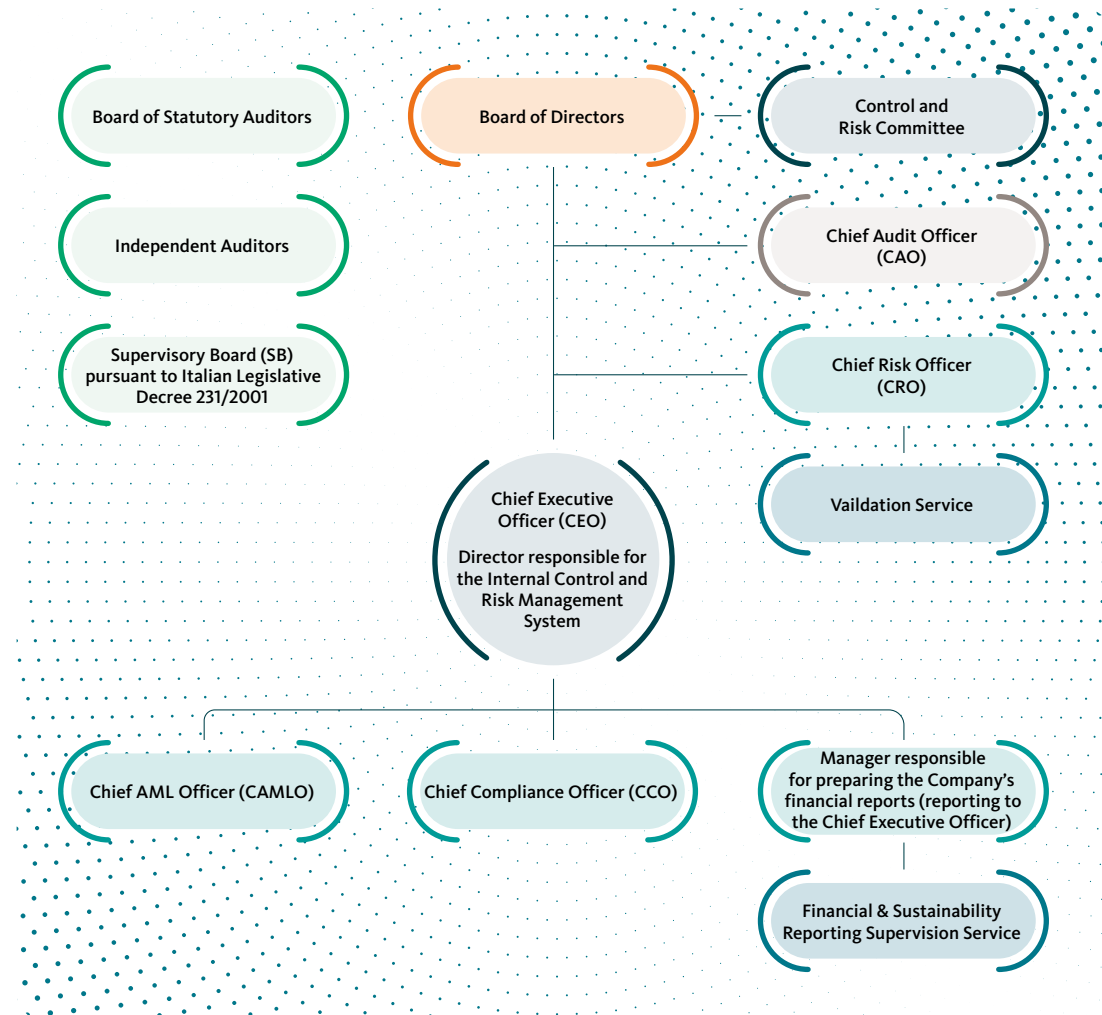 Board of Statutory Auditors
Board of Directors
Control and
Risk Committee
Independent Auditors
Chief Audit Officer
(CAO)
Supervisory Board (SB)
pursuant to Italian Legislative
Decree 231/2001
Chief Risk Officer
(CRO)
Vaildation Service
Chief Executive
Officer (CEO)
Director responsible for
the Internal Control and
Risk Management
System
Chief AML Officer (CAMLO)
Chief Compliance Officer (CCO)
Manager responsible
for preparing the Company’s
financial reports (reporting to
the Chief Executive Officer)
Financial & Sustainability
Reporting Supervision Service